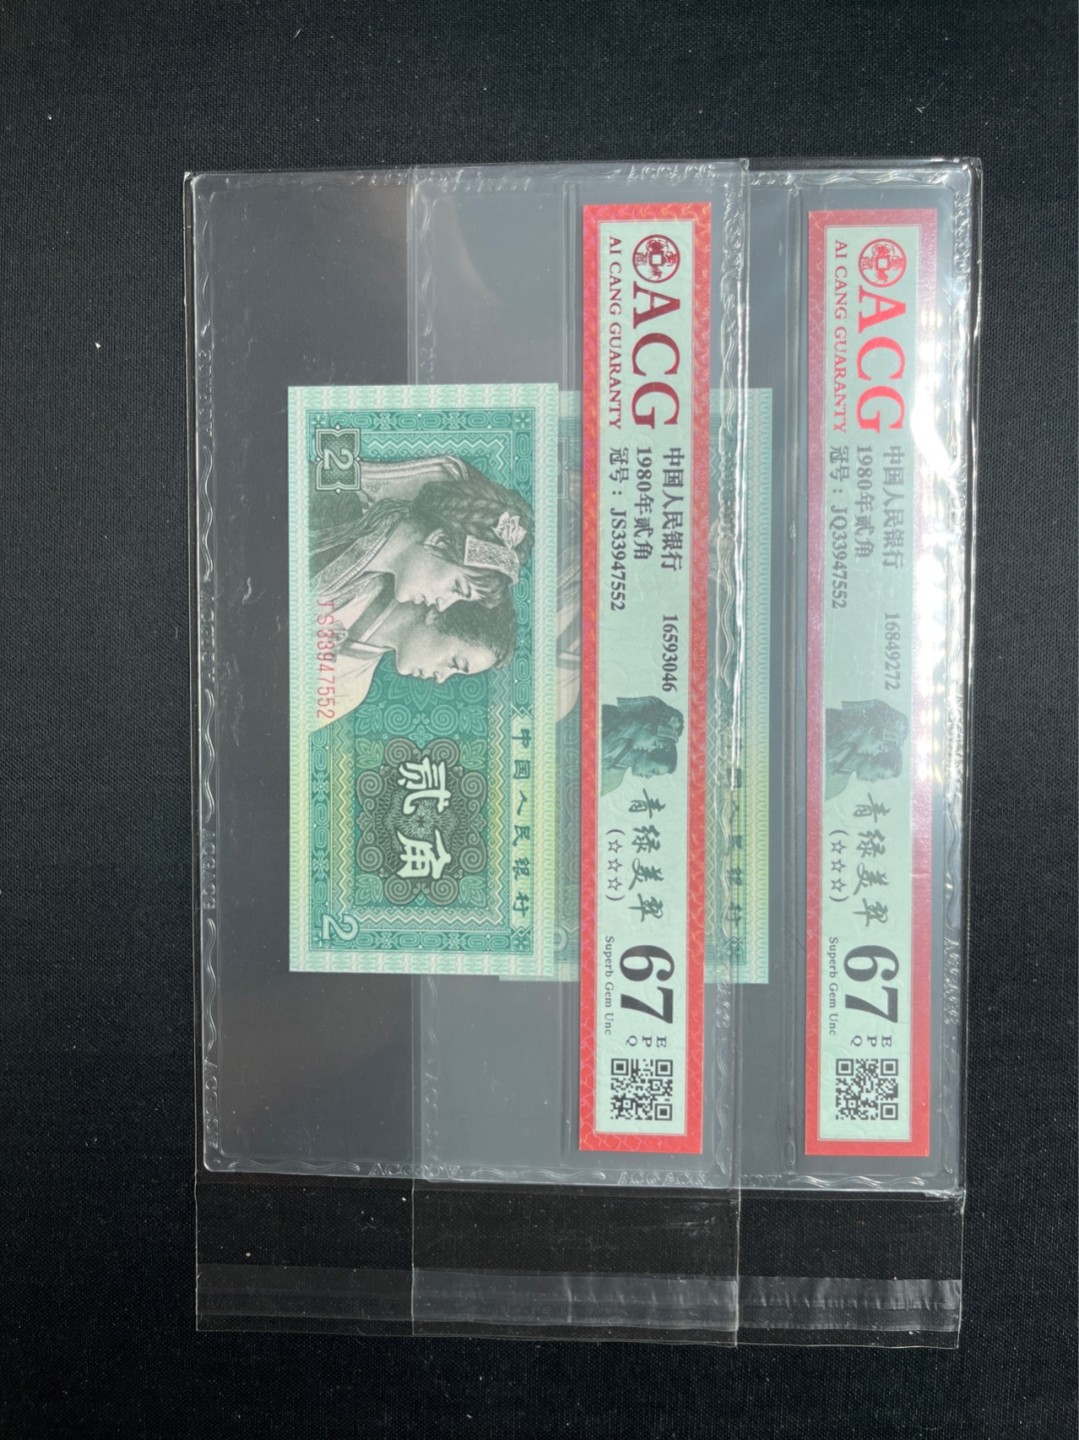 ACG
AI CANG GUARANTY
中国人民银行 16849272
1980年贰角
冠号：JQ33947552
青绿美翠
(☆☆☆)
67 EPQ
Superb Gem Unc
ACG
AI CANG GUARANTY
中国人民银行 16593046
1980年贰角
冠号：JS33947552
青绿美翠
(☆☆☆)
67 EPQ
Superb Gem Unc
中国人民银行
2
贰角
JS33947552
2